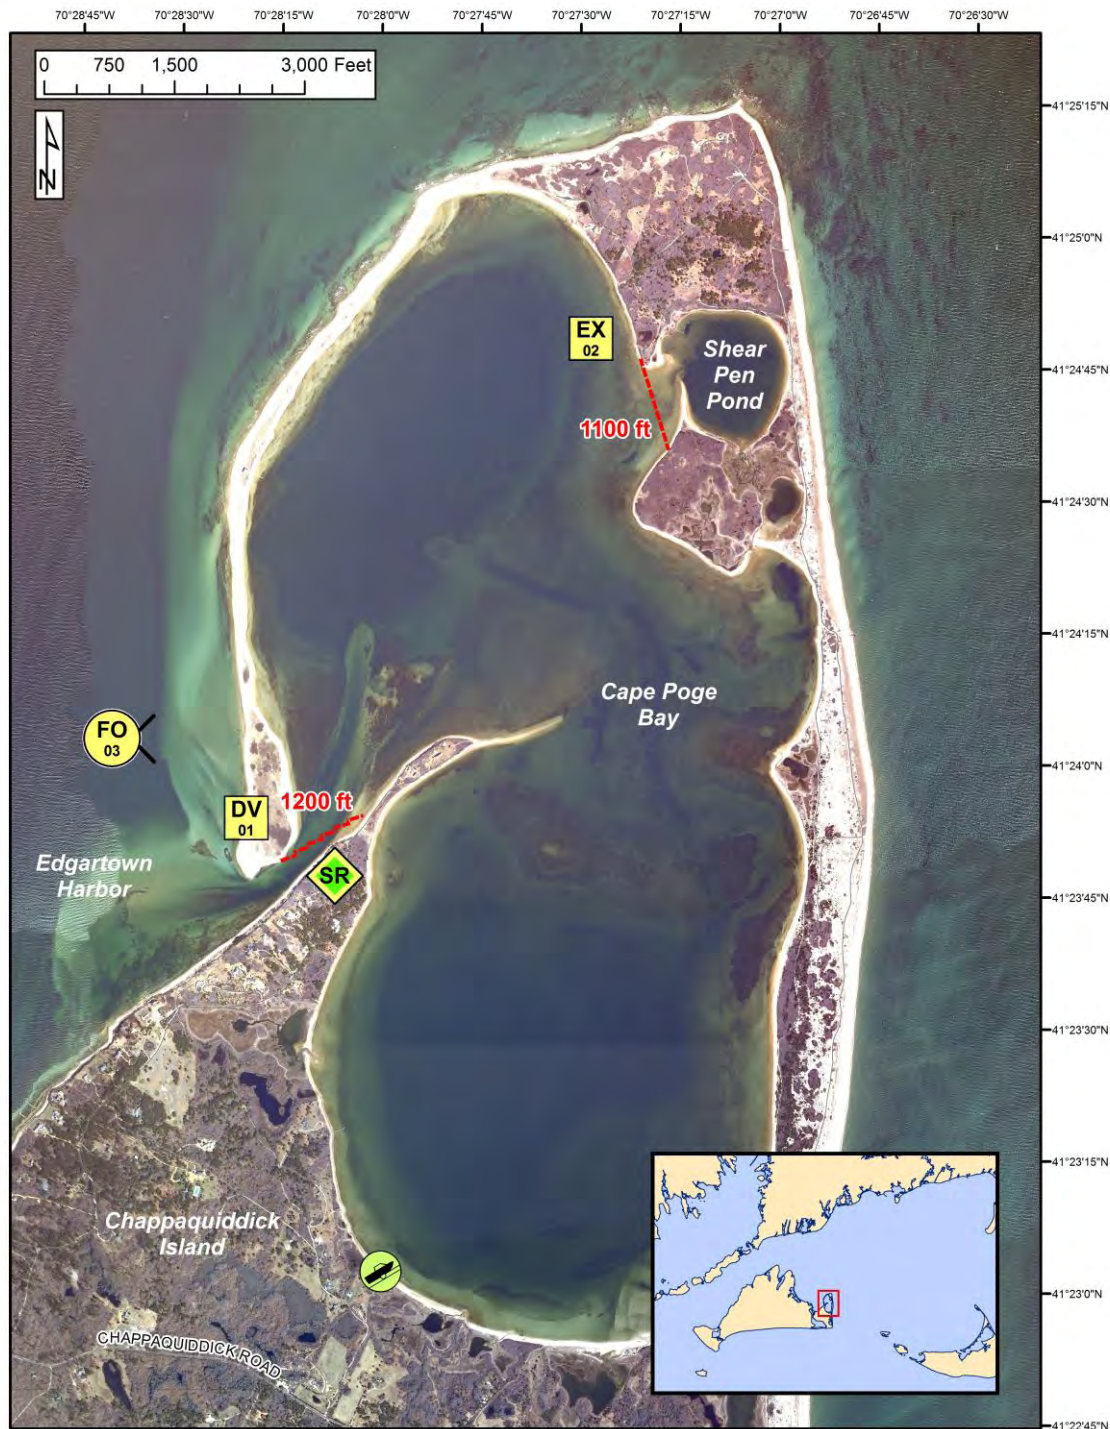 70°28'45"W 70°28'30"W 70°28'15"W 70°28'0"W 70°27'45"W 70°27'30"W 70°27'15"W 70°27'0"W 70°26'45"W 70°26'30"W
0 750 1,500 3,000 Feet
N
41°25'15"N
41°25'0"N
EX
02
41°24'45"N
Shear
Pen
Pond
1100 ft
41°24'30"N
41°24'15"N
Cape Poge
Bay
FO
03
41°24'0"N
1200 ft
DV
01
Edgartown
Harbor
SR
41°23'45"N
41°23'30"N
41°23'15"N
Chappaquiddick
Island
41°23'0"N
CHAPPAQUIDDICK ROAD
41°22'45"N